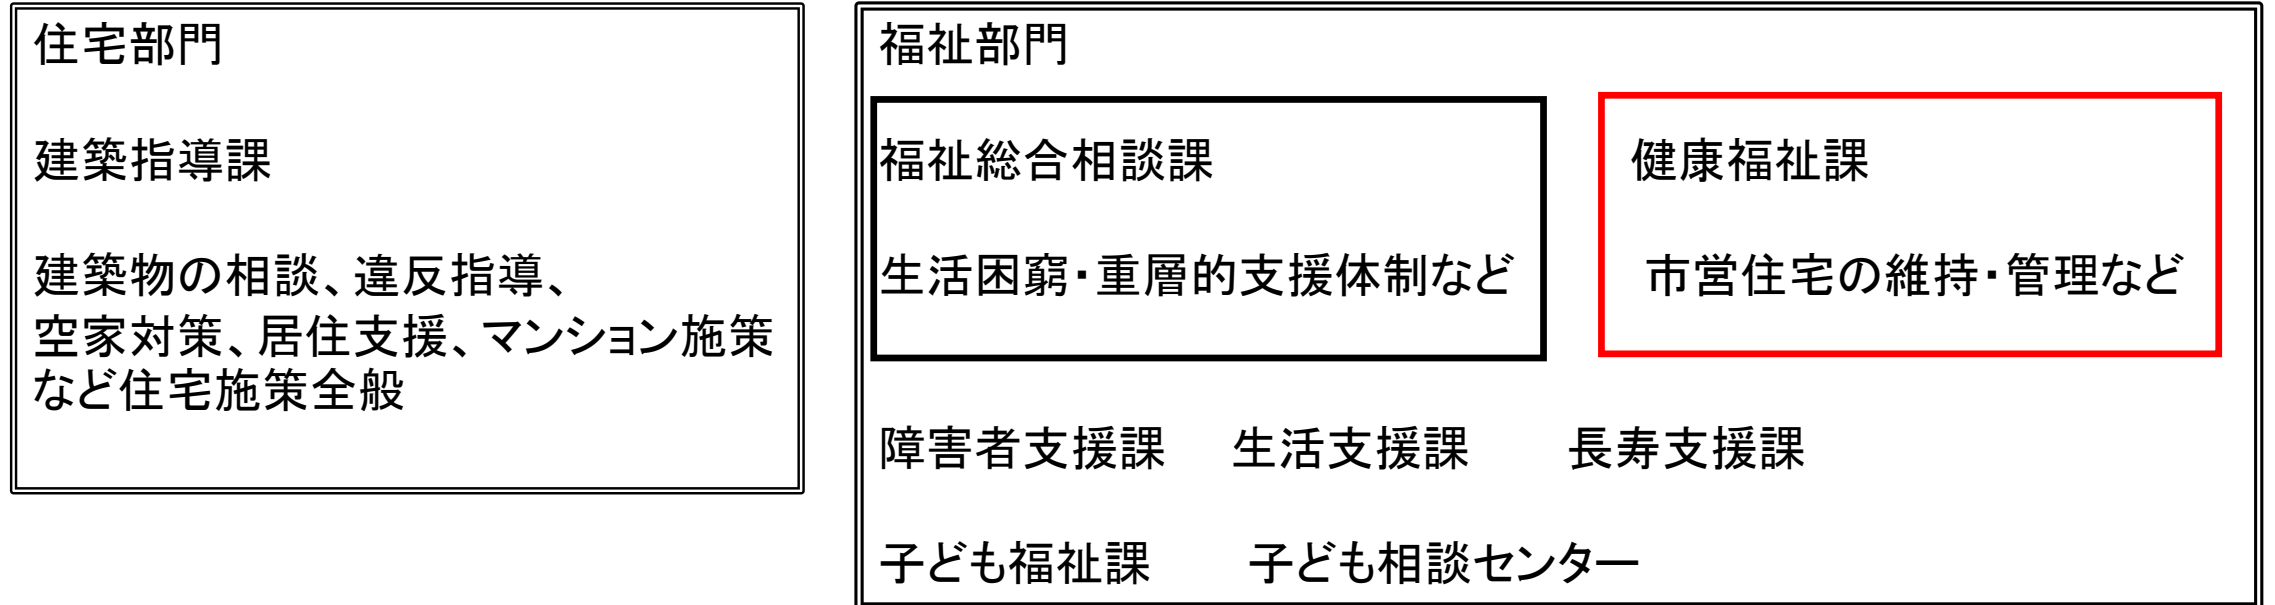 住宅部門
建築指導課
建築物の相談、違反指導、
空家対策、居住支援、マンション施策
など住宅施策全般
福祉部門
福祉総合相談課
生活困窮・重層的支援体制など
健康福祉課
市営住宅の維持・管理など
障害者支援課 生活支援課 長寿支援課
子ども福祉課 子ども相談センター